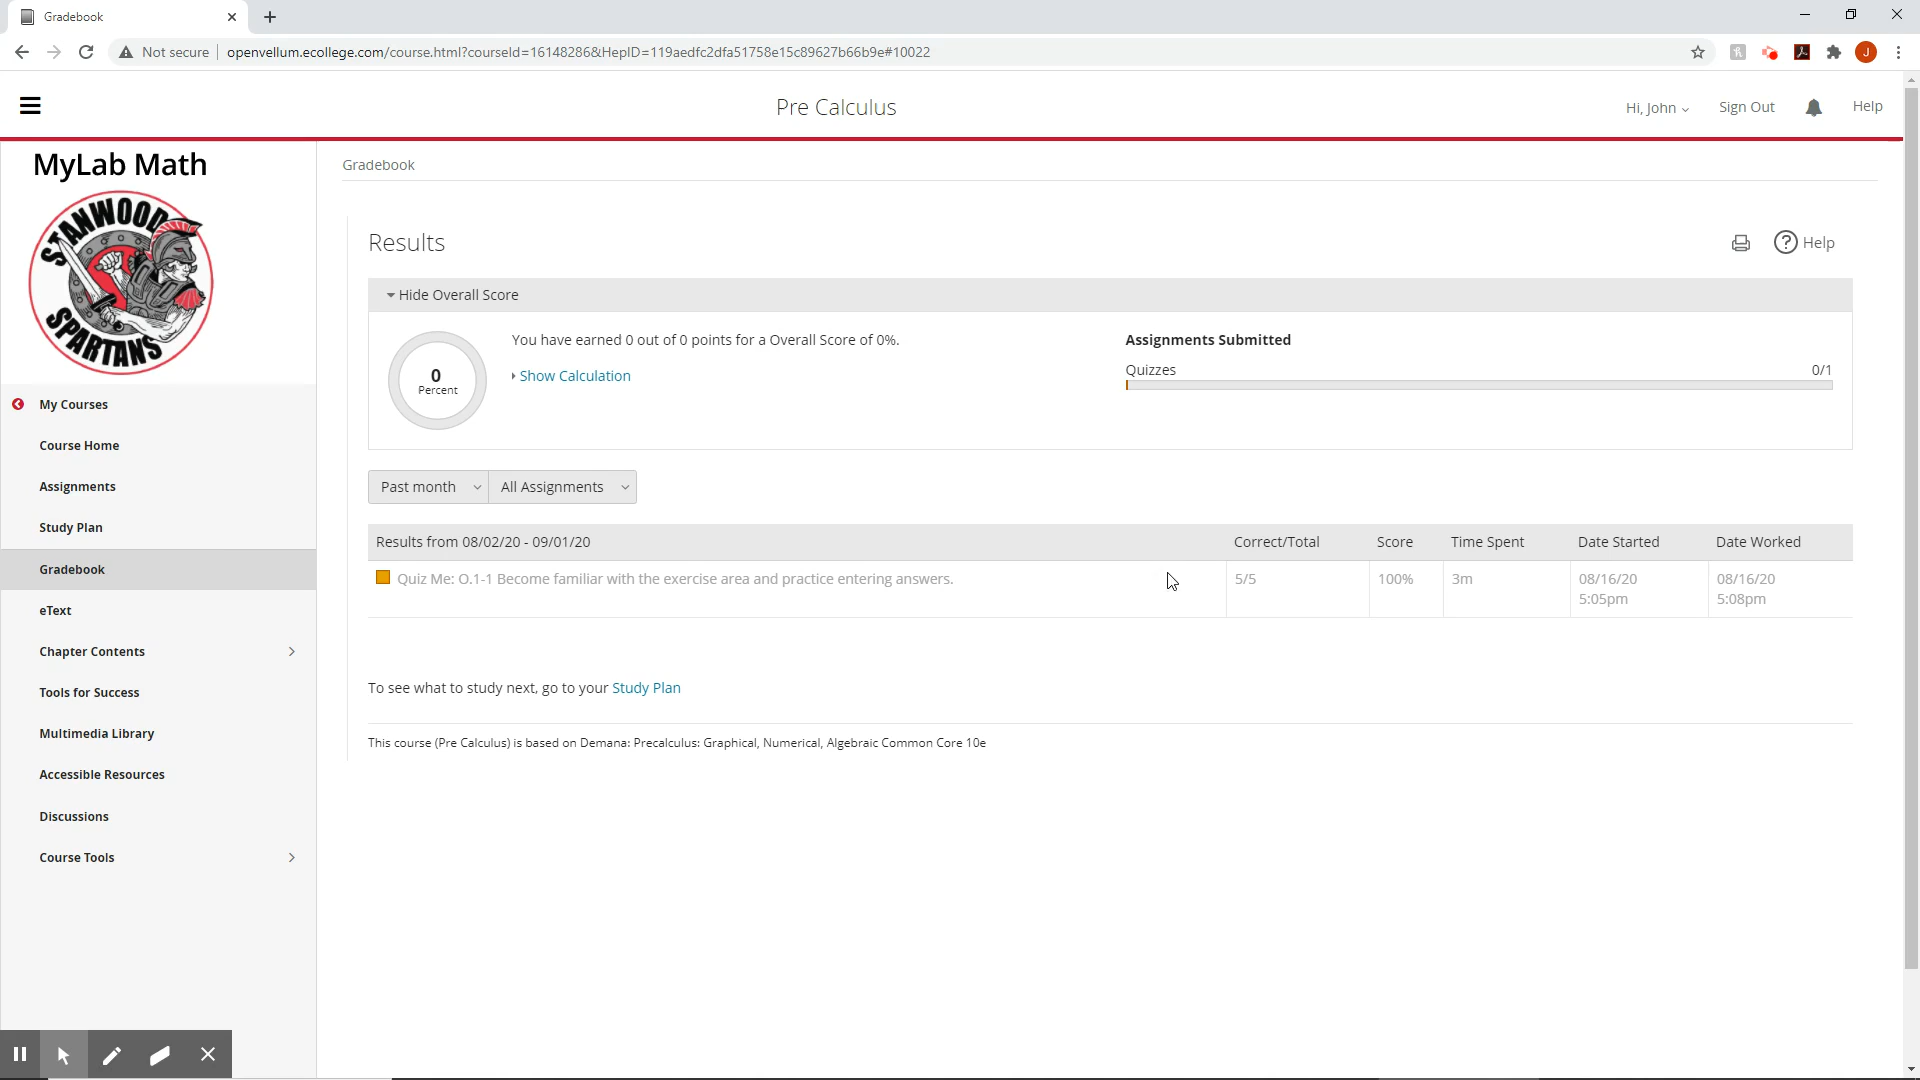 Gradebook
Not secure
openvellum.ecollege.com/course.html?courseId=16148286&HepID=119aedfc2dfa51758e15c89627b66b9e#10022
J
Pre Calculus
Hi, John
Sign Out
Help
MyLab Math
STANWOOD
SPARTANS
My Courses
Course Home
Assignments
Study Plan
Gradebook
eText
Chapter Contents
Tools for Success
Multimedia Library
Accessible Resources
Discussions
Course Tools
Gradebook
Results
Help
Hide Overall Score
0
Percent
You have earned 0 out of 0 points for a Overall Score of 0%.
Show Calculation
Assignments Submitted
Quizzes 0/1
Past month All Assignments
Results from 08/02/20 - 09/01/20 Correct/Total Score Time Spent Date Started Date Worked
Quiz Me: O.1-1 Become familiar with the exercise area and practice entering answers. 5/5 100% 3m 08/16/20 08/16/20
5:05pm 5:08pm
To see what to study next, go to your Study Plan
This course (Pre Calculus) is based on Demana: Precalculus: Graphical, Numerical, Algebraic Common Core 10e